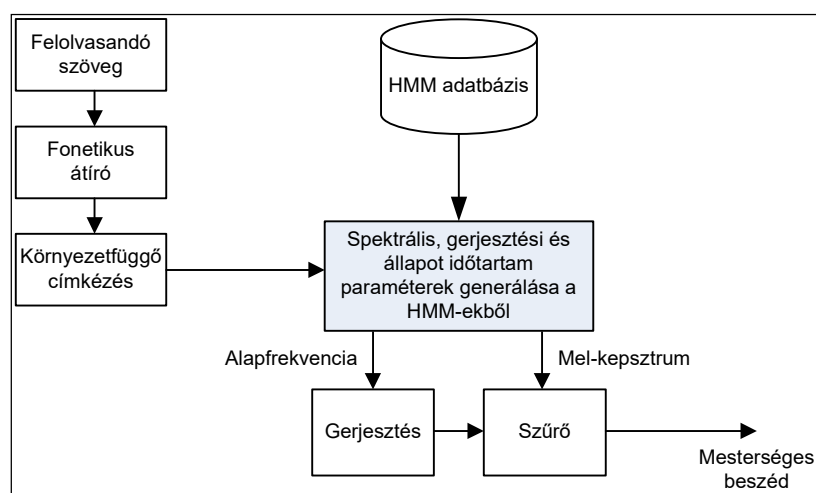 Felolvasandó
szöveg
HMM adatbázis
Fonetikus
átíró
Környezetfüggő
címkézés
Spektrális, gerjesztési és
állapot időtartam
paraméterek generálása a
HMM-ekből
Alapfrekvencia
Mel-kepsztrum
Gerjesztés
Szűrő
Mesterséges
beszéd